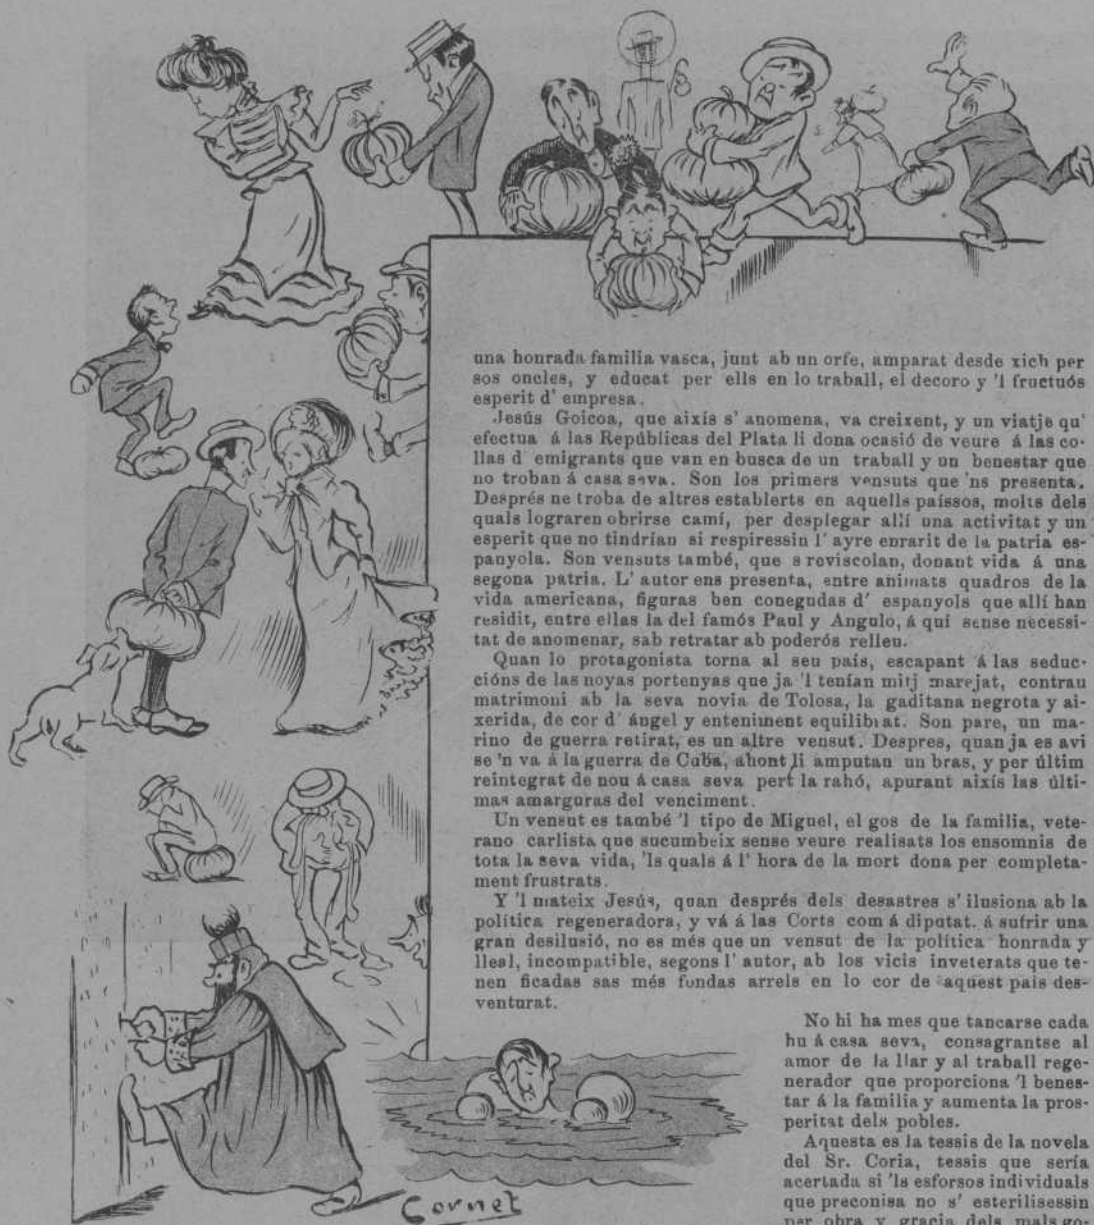 una honrada familia vasca, junt ab un orfe, amparat desde xich per
sos oncles, y educat per ells en lo traball, el decoro y 'l fructuós
esperit d' empresa.
Jesús Goicoa, que aixís s' anomena, va creixent, y un viatje qu'
efectua á las Repúblicas del Plata li dona ocasió de veure á las co-
llas d' emigrants que van en busca de un traball y un benestar que
no troban á casa seva. Son los primers vensuts que 'ns presenta.
Després ne troba de altres establerts en aquells paíssos, molts dels
quals lograren obrirse camí, per desplegar allí una activitat y un
esperit que no tindrían si respiressin l' ayre enrarit de la patria es-
panyola. Son vensuts també, que s reviscolan, donant vida á una
segona patria. L' autor ens presenta, entre animats quadros de la
vida americana, figuras ben conegudas d' espanyols que allí han
residit, entre ellas la del famós Paul y Angulo, á qui sense necessi-
tat de anomenar, sab retratar ab poderós relleu.
Quan lo protagonista torna al seu país, escapant á las seduc-
cións de las noyas portenyas que ja 'l tenían mitj marejat, contrau
matrimoni ab la seva novia de Tolosa, la gaditana negrota y ai-
xerida, de cor d' ángel y enteniment equilibrat. Son pare, un ma-
rino de guerra retirat, es un altre vensut. Despres, quan ja es avi
se 'n va á la guerra de Cuba, ahont li amputan un bras, y per últim
reintegrat de nou á casa seva pert la rahó, apurant aixís las últi-
mas amarguras del venciment.
Un vensut es també 'l tipo de Miguel, el gos de la familia, vete-
rano carlista que sucumbeix sense veure realisats los ensomnis de
tota la seva vida, 'ls quals á l' hora de la mort dona per completa-
ment frustrats.
Y 'l mateix Jesús, quan després dels desastres s' ilusiona ab la
política regeneradora, y vá á las Corts com á diputat. á sufrir una
gran desilusió, no es més que un vensut de la política honrada y
lleal, incompatible, segons l' autor, ab los vicis inveterats que te-
nen ficadas sas més fondas arrels en lo cor de aquest pais des-
venturat.
No hi ha mes que tancarse cada
hu á casa seva, consagrantse al
amor de la llar y al traball rege-
nerador que proporciona 'l benes-
tar á la familia y aumenta la pros-
peritat dels pobles.
Aquesta es la tessis de la novela
del Sr. Coria, tessis que sería
acertada si 'ls esforsos individuals
que preconisa no s' esterilisessin
per obra y gracia dels mals go-
Cornet